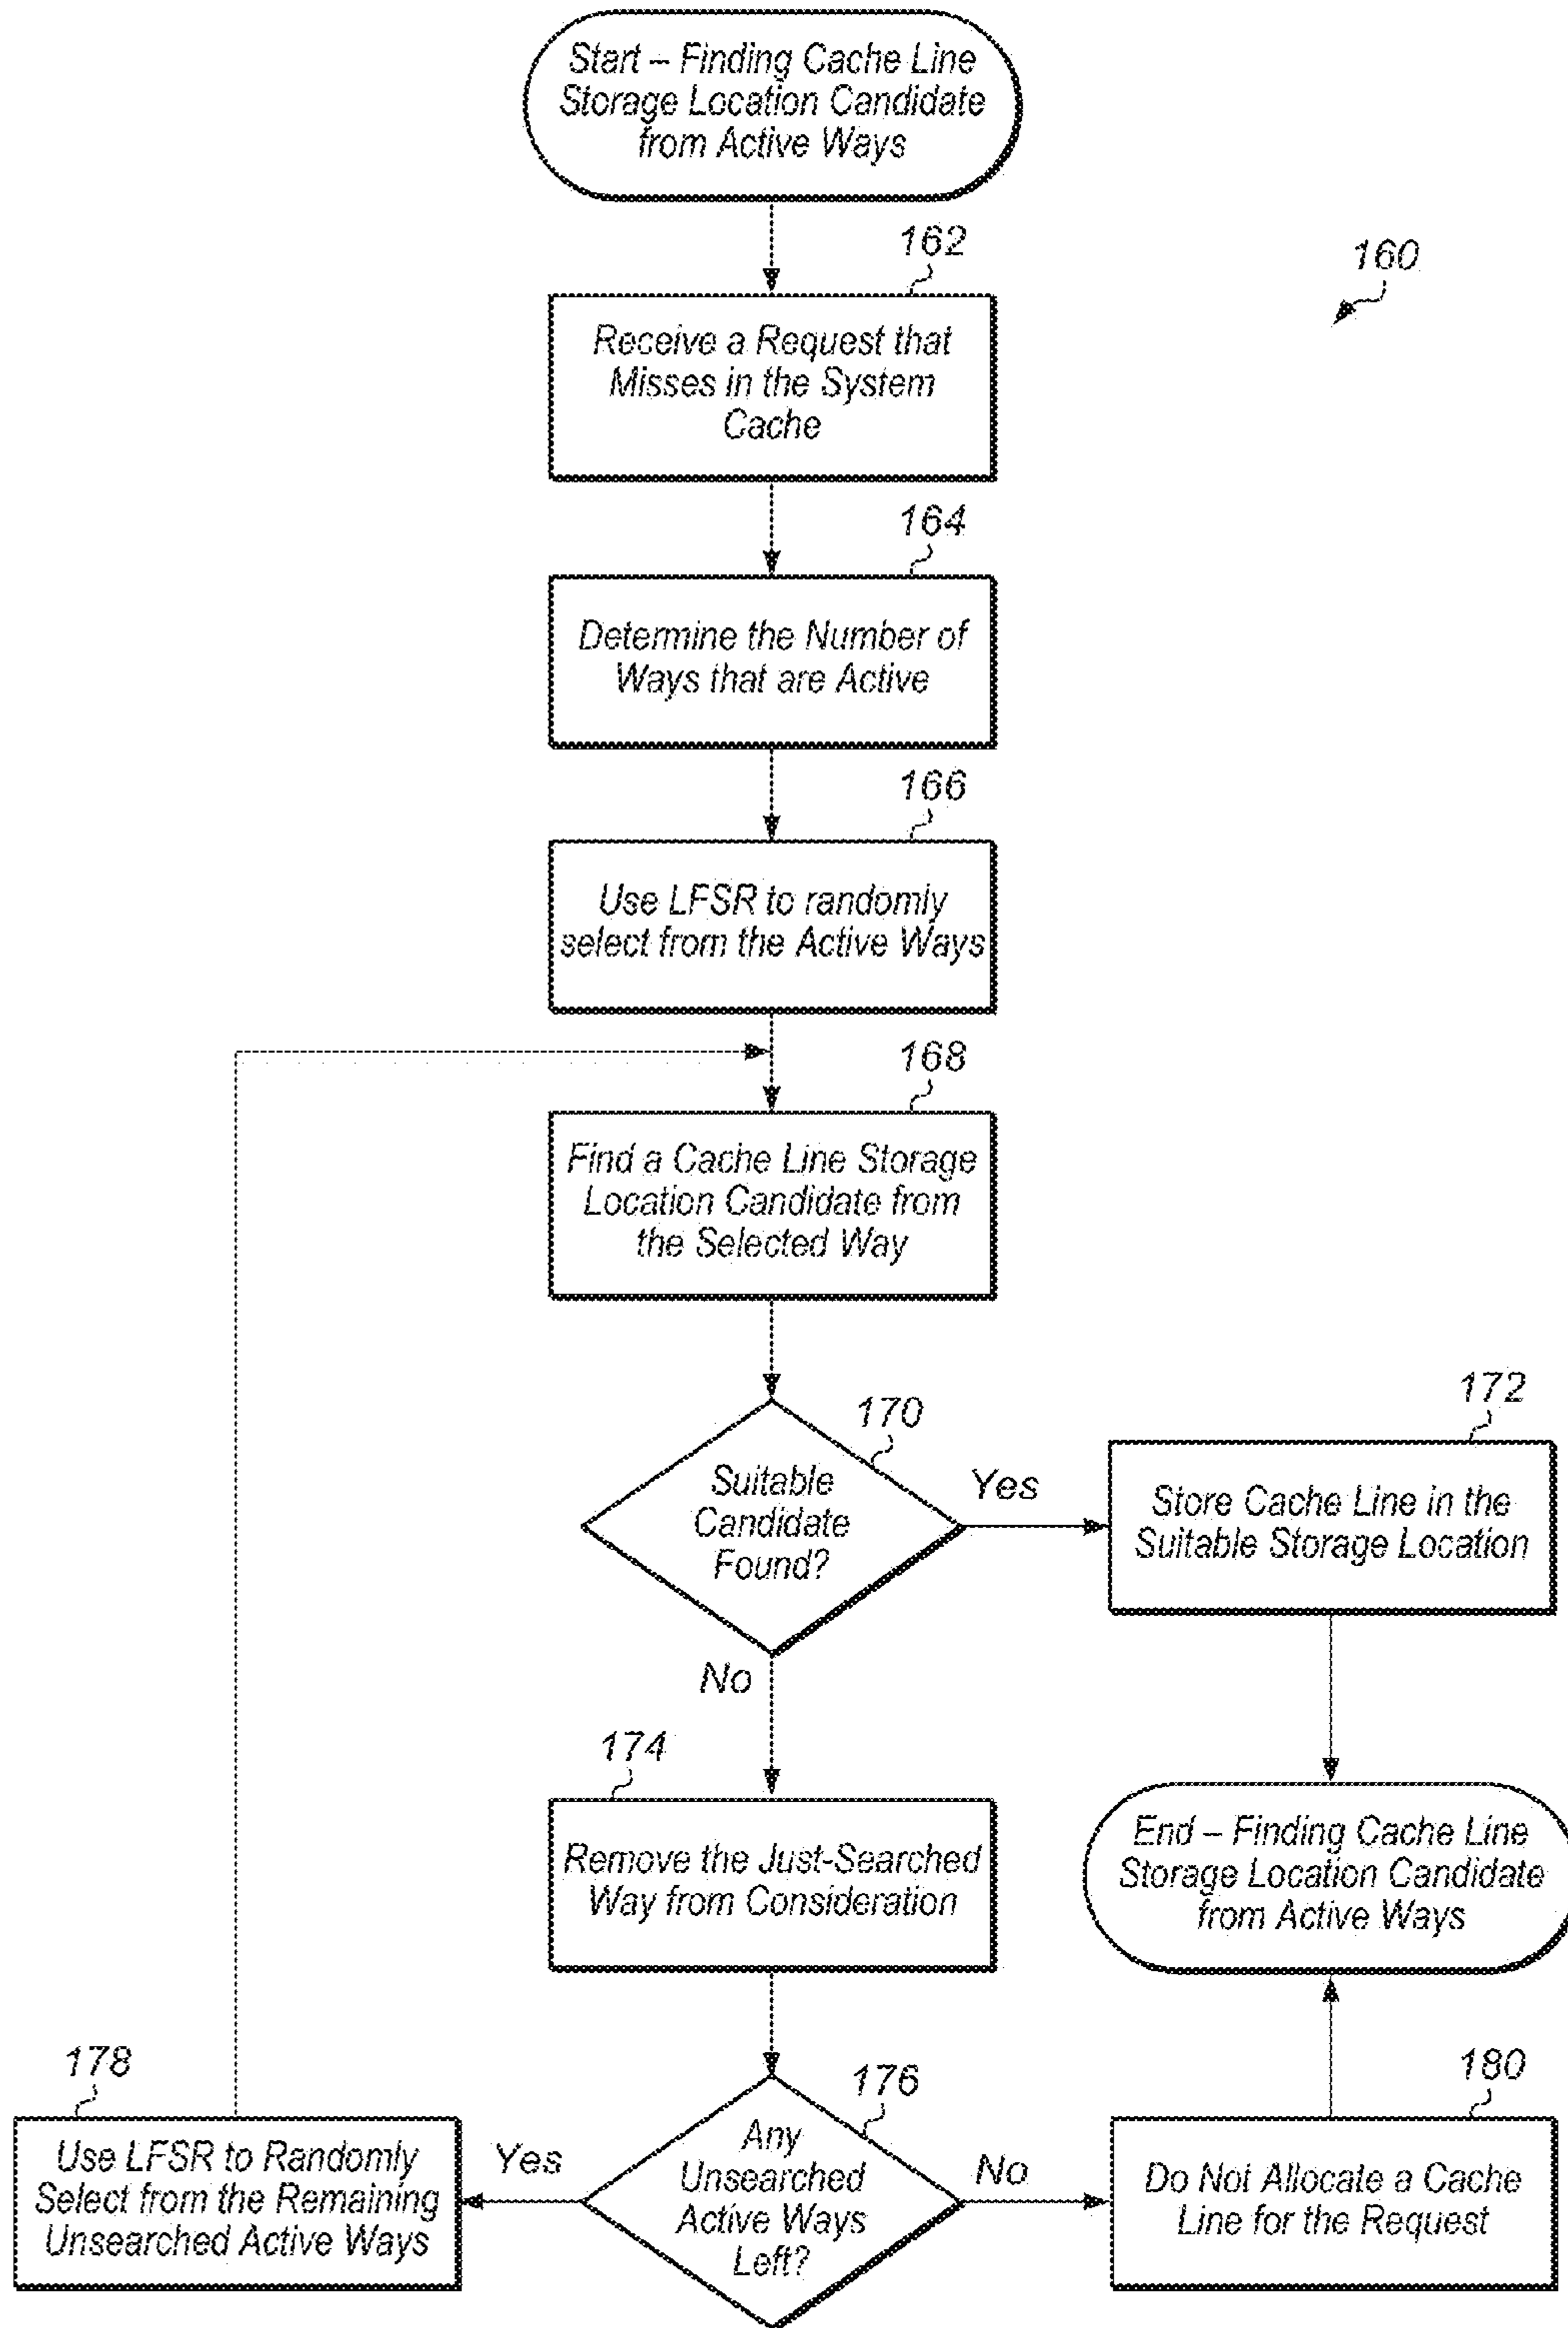 Start – Finding Cache Line
Storage Location Candidate
from Active Ways
162
160
Receive a Request that
Misses in the System
Cache
164
Determine the Number of
Ways that are Active
166
Use LFSR to randomly
select from the Active Ways
168
Find a Cache Line Storage
Location Candidate from
the Selected Way
170
Suitable
Candidate
Found?
Yes
172
Store Cache Line in the
Suitable Storage Location
No
174
Remove the Just-Searched
Way from Consideration
End – Finding Cache Line
Storage Location Candidate
from Active Ways
176
Any
Unsearched
Active Ways
Left?
Yes
178
Use LFSR to Randomly
Select from the Remaining
Unsearched Active Ways
No
180
Do Not Allocate a Cache
Line for the Request